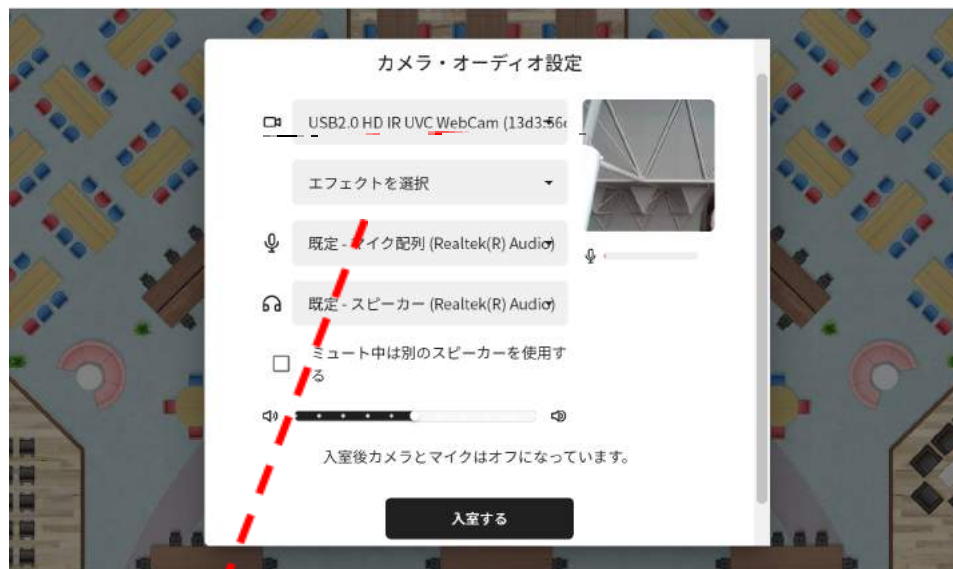 カメラ・オーディオ設定
USB2.0 HD IR UVC WebCam (13d3:56
エフェクトを選択
既定 - マイク配列 (Realtek(R) Audio)
既定 - スピーカー (Realtek(R) Audio)
ミュート中は別のスピーカーを使用す
る
入室後カメラとマイクはオフになっています。
入室する